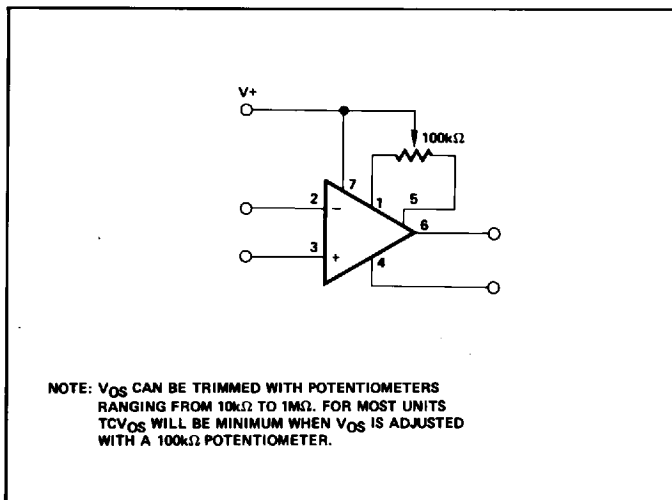 V+
100kΩ
7
2
−
1
5
6
3
+
4
NOTE: VOS CAN BE TRIMMED WITH POTENTIOMETERS
RANGING FROM 10kΩ TO 1MΩ. FOR MOST UNITS
TCVOS WILL BE MINIMUM WHEN VOS IS ADJUSTED
WITH A 100kΩ POTENTIOMETER.